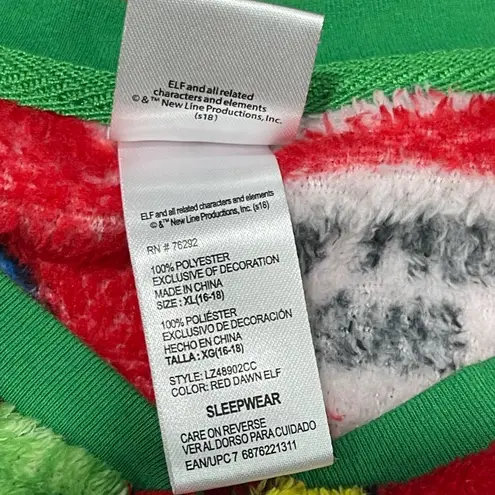 ELF and all related
characters and elements
© &™ New Line Productions, Inc.
(s18)
ELF and all related characters and elements
© &™ New Line Productions, Inc. (s18)
RN # 76292
100% POLYESTER
EXCLUSIVE OF DECORATION
MADE IN CHINA
SIZE : XL(16-18)
100% POLIÉSTER
EXCLUSIVO DE DECORACIÓN
HECHO EN CHINA
TALLA : XG(16-18)
STYLE: LZ48902CC
COLOR: RED DAWN ELF
SLEEPWEAR
CARE ON REVERSE
VER AL DORSO PARA CUIDADO
EAN/UPC 7 6876221311